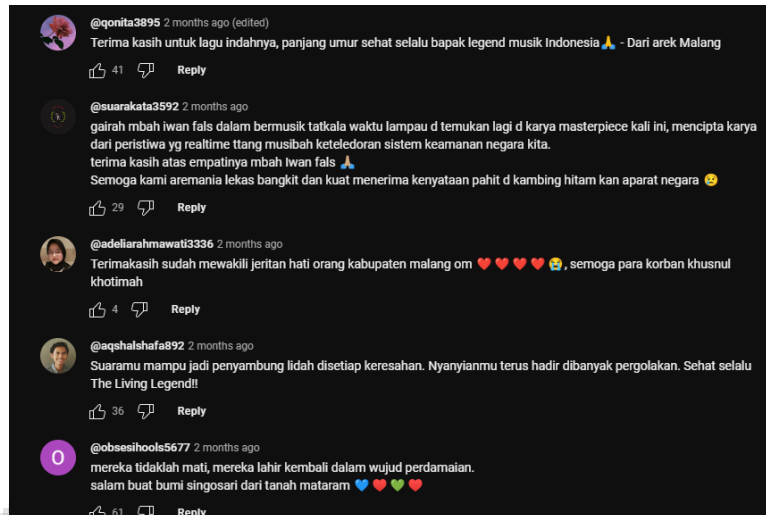 @qonita3895 2 months ago (edited)
Terima kasih untuk lagu indahnya, panjang umur sehat selalu bapak legend musik Indonesia🙏 - Dari arek Malang
41 Reply
@suarakata3592 2 months ago
gairah mbah iwan fals dalam bermusik tatkala waktu lampau d temukan lagi d karya masterpiece kali ini, mencipta karya
dari peristiwa yg realtime ttang musibah keteledoran sistem keamanan negara kita.
terima kasih atas empatinya mbah Iwan fals 🙏🏼
Semoga kami aremania lekas bangkit dan kuat menerima kenyataan pahit d kambing hitam kan aparat negara 😢
29 Reply
@adeliarahmawati3336 2 months ago
Terimakasih sudah mewakili jeritan hati orang kabupaten malang om ❤️ ❤️ ❤️ ❤️ 😭, semoga para korban khusnul
khotimah
4 Reply
@aqshalshafa892 2 months ago
Suaramu mampu jadi penyambung lidah disetiap keresahan. Nyanyianmu terus hadir dibanyak pergolakan. Sehat selalu
The Living Legend!!
36 Reply
O
@obsesihools5677 2 months ago
mereka tidaklah mati, mereka lahir kembali dalam wujud perdamaian.
salam buat bumi singosari dari tanah mataram 💙 ❤️ 💚 ❤️
61 Reply